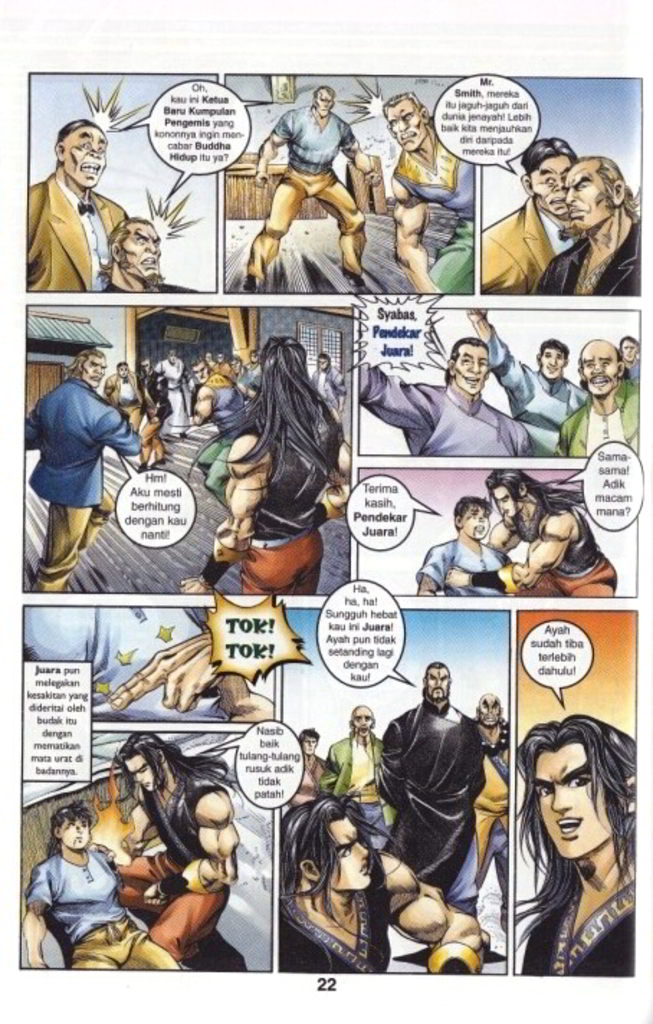 Oh,
kau ini Ketua
Baru Kumpulan
Pengemis yang
kononnya ingin men-
cabar Buddha
Hidup itu ya?
Mr.
Smith, mereka
itu jaguh-jaguh dari
dunia jenayah! Lebih
baik kita menjauhkan
diri daripada
mereka itu!
Hm!
Aku mesti
berhitung
dengan kau
nanti!
Syabas,
Pendekar
Juara!
Terima
kasih,
Pendekar
Juara!
Sama-
sama!
Adik
macam
mana?
TOK!
TOK!
Juara pun
melegakan
kesakitan yang
dideritai oleh
budak itu
dengan
mematikan
mata urat di
badannya.
Nasib
baik
tulang-tulang
rusuk adik
tidak
patah!
Ha,
ha, ha!
Sungguh hebat
kau ini Juara!
Ayah pun tidak
setanding lagi
dengan
kau!
Ayah
sudah tiba
terlebih
dahulu!
22